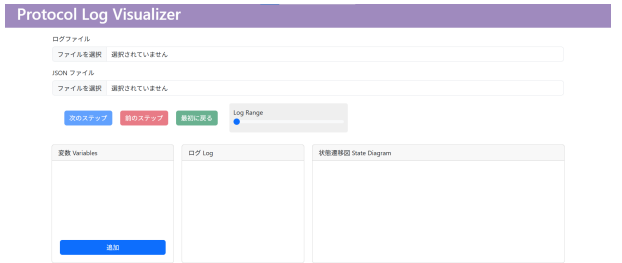 Protocol Log Visualizer
ログファイル
ファイルを選択 選択されていません
JSON ファイル
ファイルを選択 選択されていません
次のステップ 前のステップ 最初に戻る Log Range
変数 Variables ログ Log 状態遷移図 State Diagram
追加